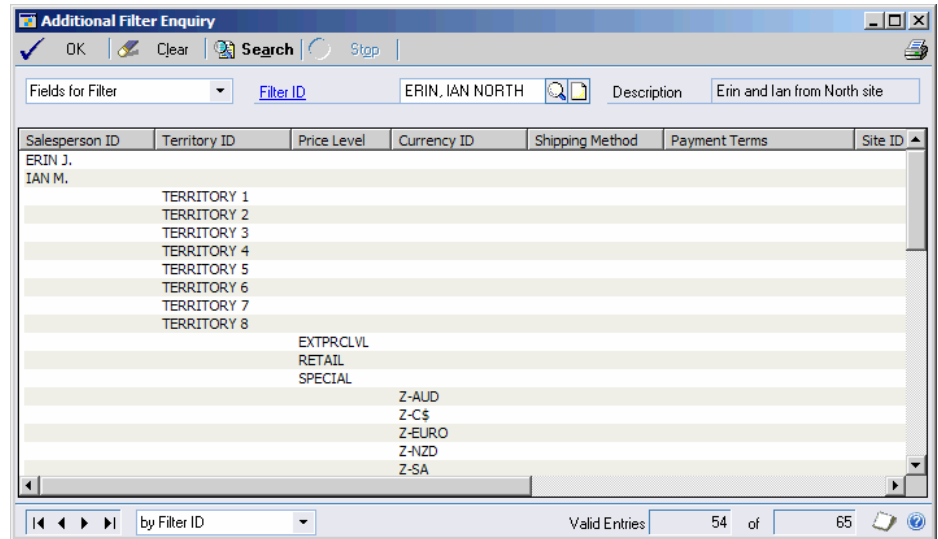 Additional Filter Enquiry
OK Clear Search Stop
Fields for Filter Filter ID ERIN, IAN NORTH Description Erin and Ian from North site
Salesperson ID Territory ID Price Level Currency ID Shipping Method Payment Terms Site ID
ERIN J.
IAN M.
TERRITORY 1
TERRITORY 2
TERRITORY 3
TERRITORY 4
TERRITORY 5
TERRITORY 6
TERRITORY 7
TERRITORY 8
EXTPRCLVL
RETAIL
SPECIAL
Z-AUD
Z-C$
Z-EURO
Z-NZD
Z-SA
by Filter ID Valid Entries 54 of 65